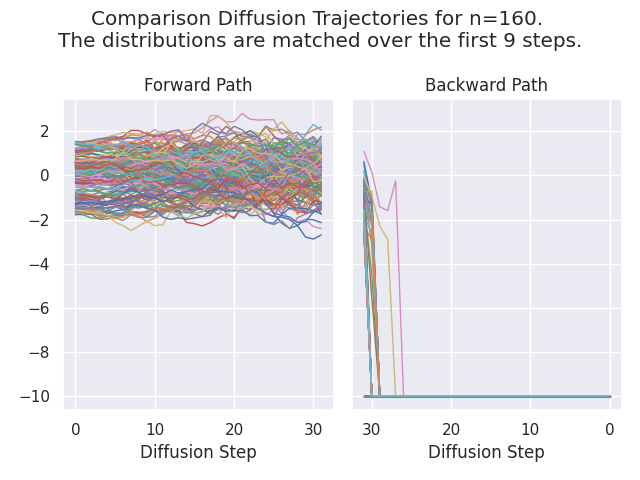 Comparison Diffusion Trajectories for n=160.
The distributions are matched over the first 9 steps.
Forward Path
Backward Path
2
0
−2
−4
−6
−8
−10
0 10 20 30
30 20 10 0
Diffusion Step
Diffusion Step